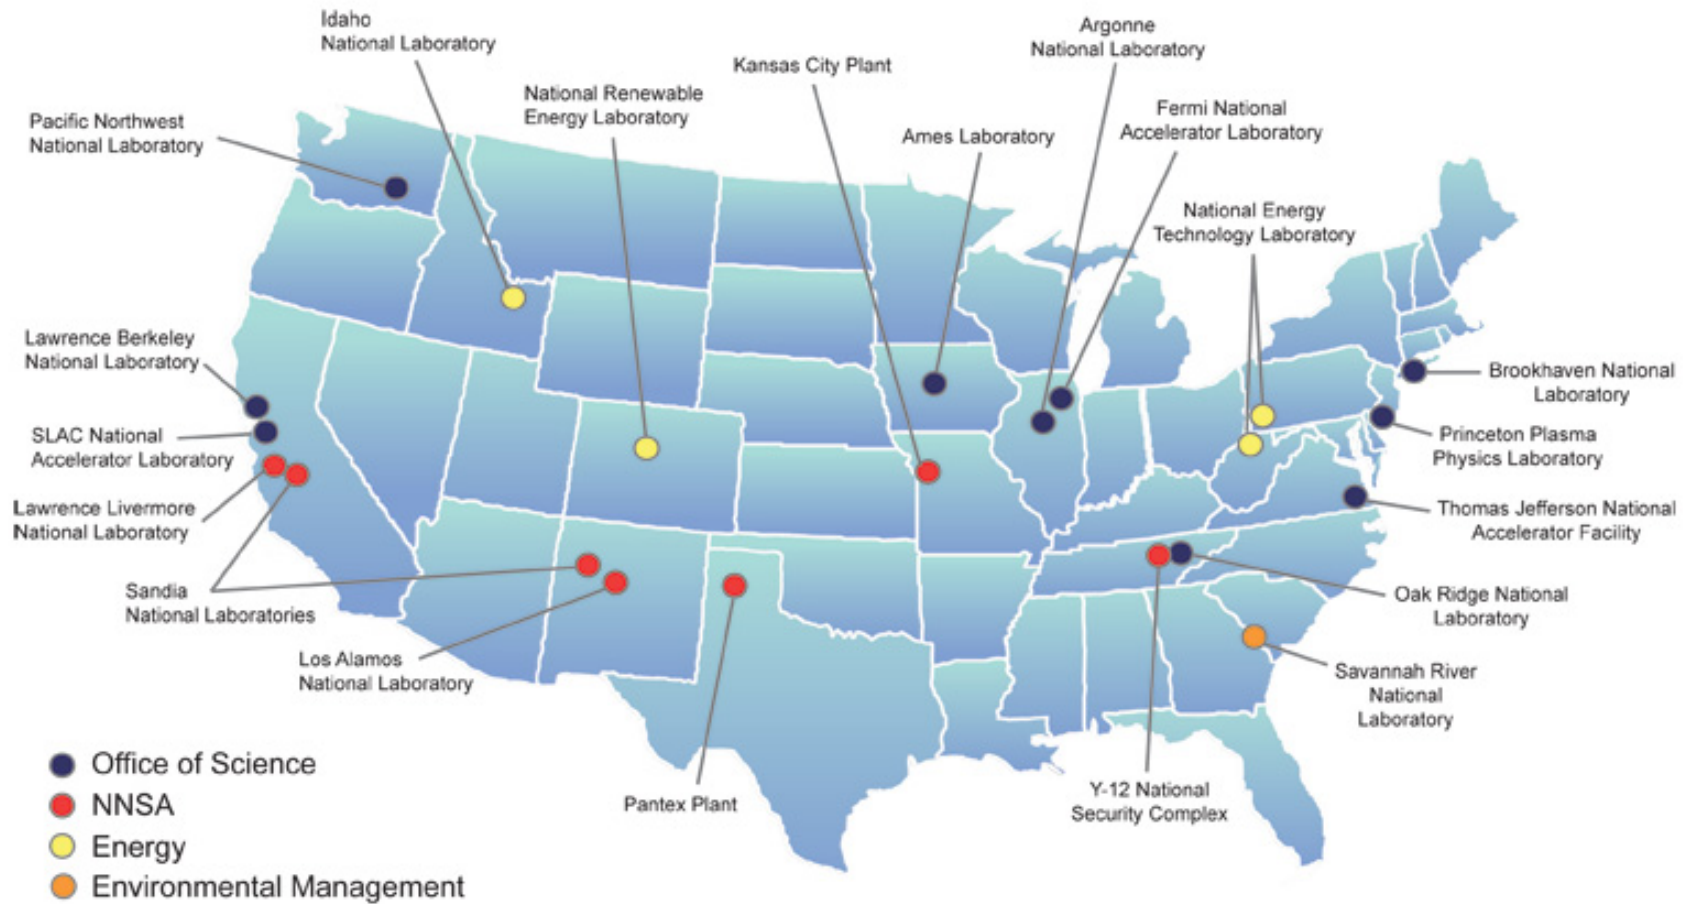 Idaho
National Laboratory
Argonne
National Laboratory
Kansas City Plant
National Renewable
Energy Laboratory
Fermi National
Accelerator Laboratory
Pacific Northwest
National Laboratory
Ames Laboratory
National Energy
Technology Laboratory
Lawrence Berkeley
National Laboratory
Brookhaven National
Laboratory
SLAC National
Accelerator Laboratory
Princeton Plasma
Physics Laboratory
Lawrence Livermore
National Laboratory
Thomas Jefferson National
Accelerator Facility
Sandia
National Laboratories
Oak Ridge National
Laboratory
Los Alamos
National Laboratory
Savannah River
National
Laboratory
Pantex Plant
Y-12 National
Security Complex
Office of Science
NNSA
Energy
Environmental Management